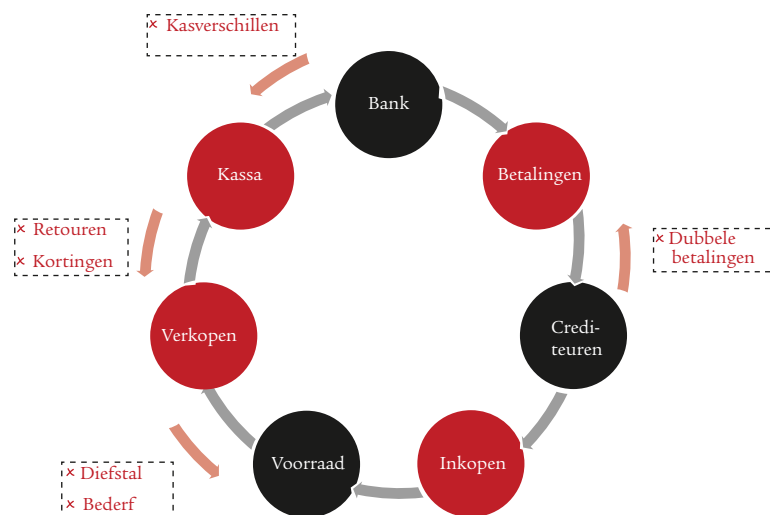 × Kasverschillen
Bank
Kassa
Betalingen
× Retouren
× Kortingen
× Dubbele
betalingen
Verkopen
Credi-
teuren
Voorraad
Inkopen
× Diefstal
× Bederf